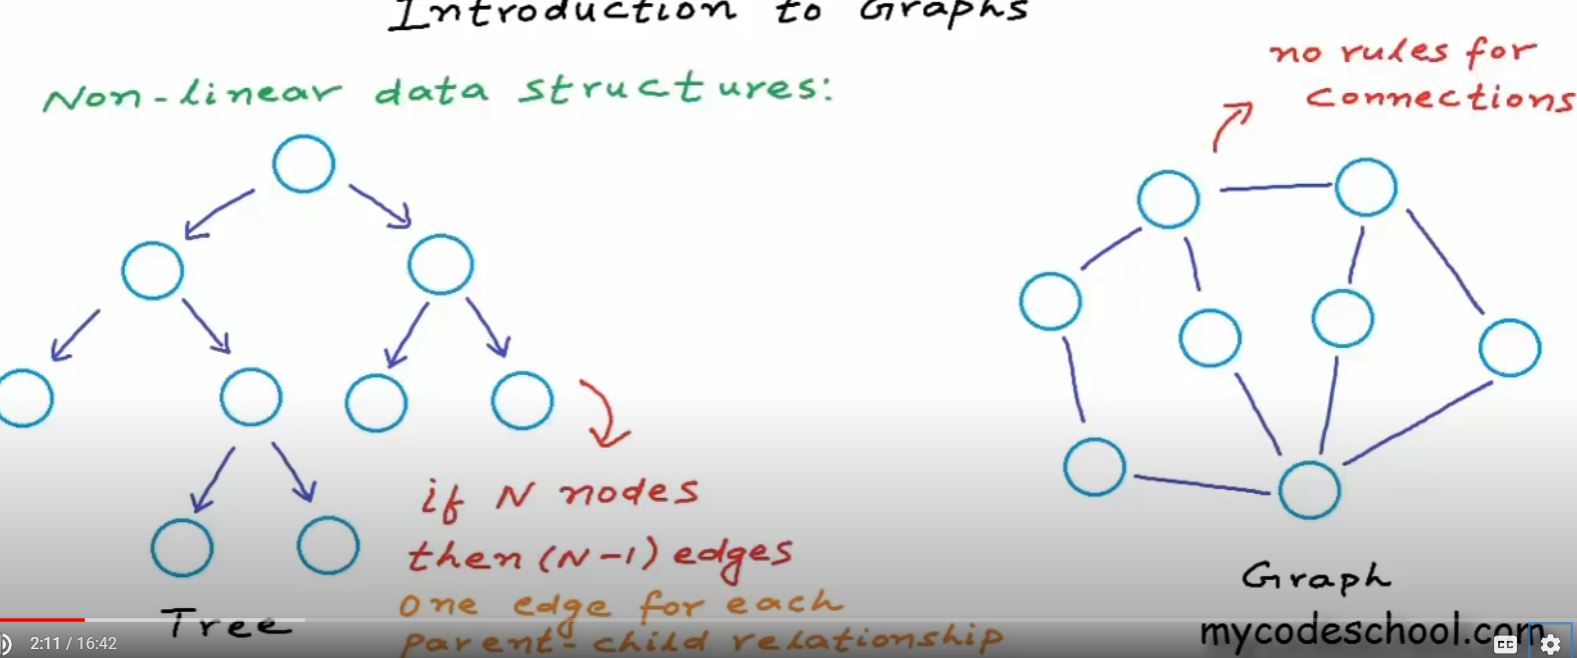 Introduction to Graphs
Non-linear data structures:
no rules for
connections
if N nodes
then (N-1) edges
One edge for each
parent-child relationship
Tree
Graph
mycodeschool.com
2:11 / 16:42
CC